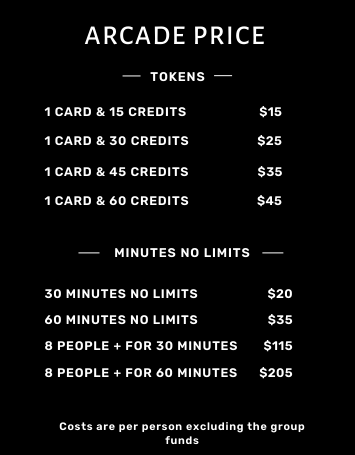 ARCADE PRICE
TOKENS
1 CARD & 15 CREDITS $15
1 CARD & 30 CREDITS $25
1 CARD & 45 CREDITS $35
1 CARD & 60 CREDITS $45
MINUTES NO LIMITS
30 MINUTES NO LIMITS $20
60 MINUTES NO LIMITS $35
8 PEOPLE + FOR 30 MINUTES $115
8 PEOPLE + FOR 60 MINUTES $205
Costs are per person excluding the group
funds